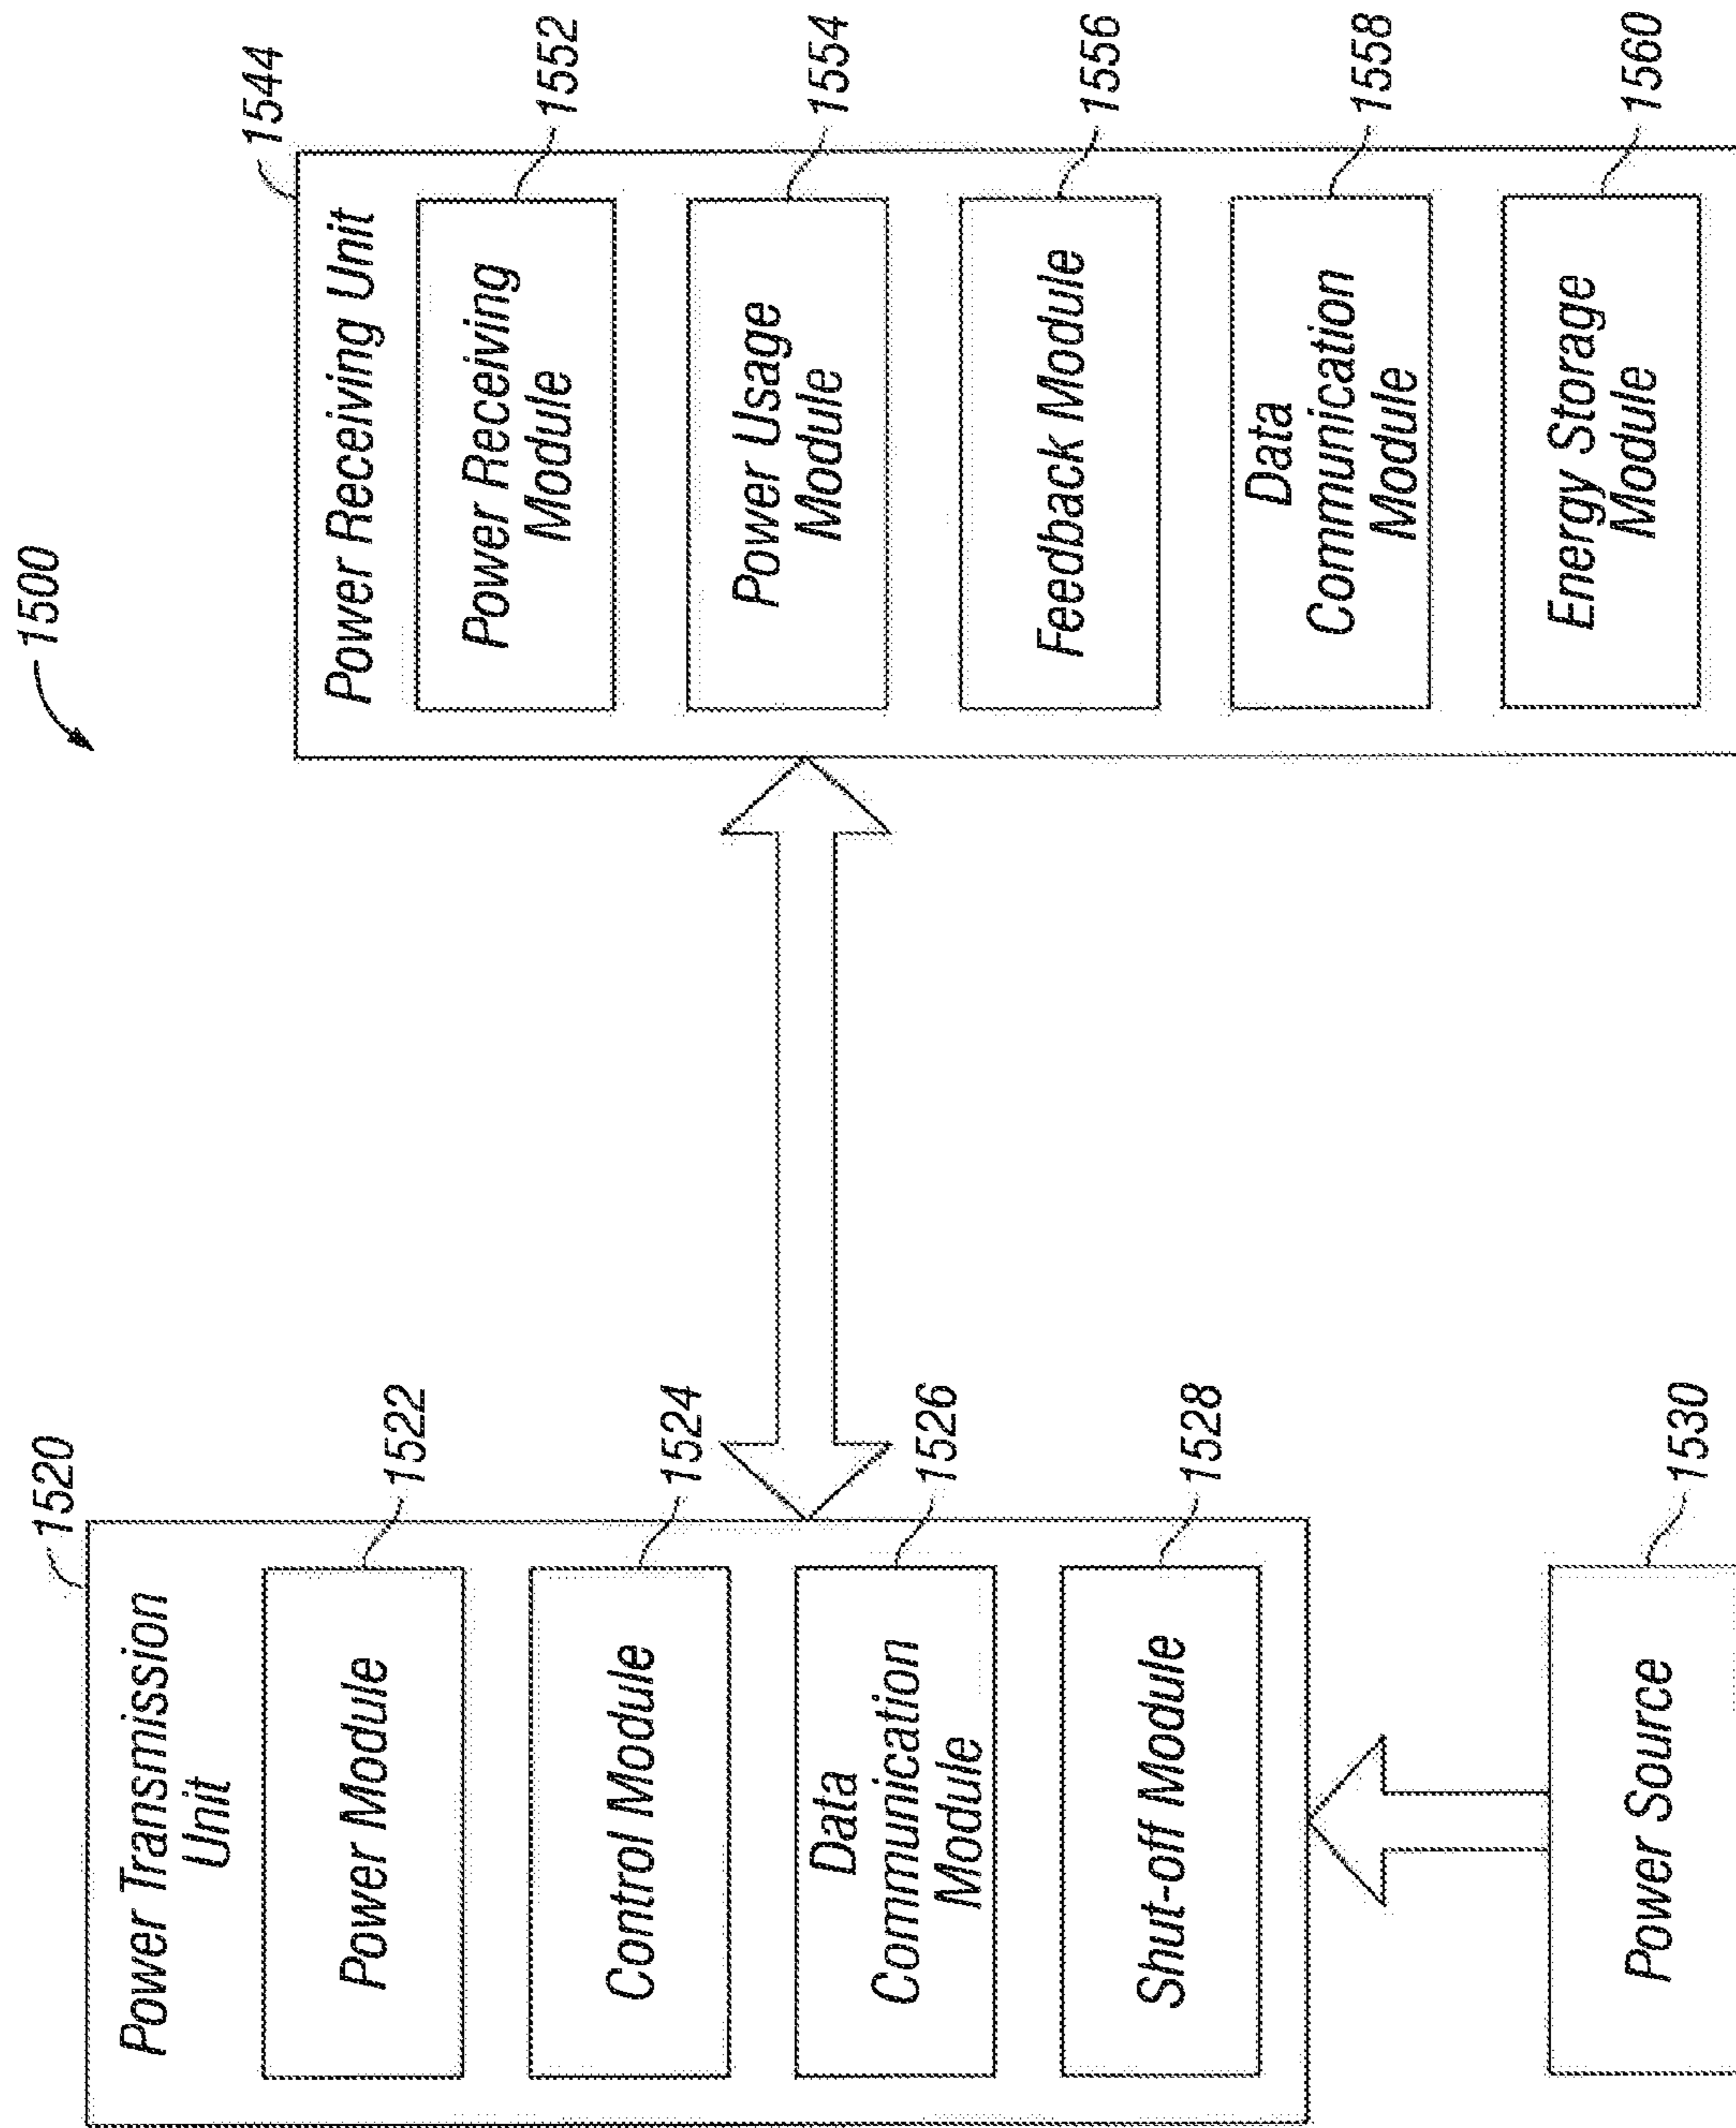 1500
1520
Power Transmission
Unit
Power Module
1522
Control Module
1524
Data
Communication
Module
1526
Shut-off Module
1528
Power Source
1530
1544
Power Receiving Unit
Power Receiving
Module
1552
Power Usage
Module
1554
Feedback Module
1556
Data
Communication
Module
1558
Energy Storage
Module
1560